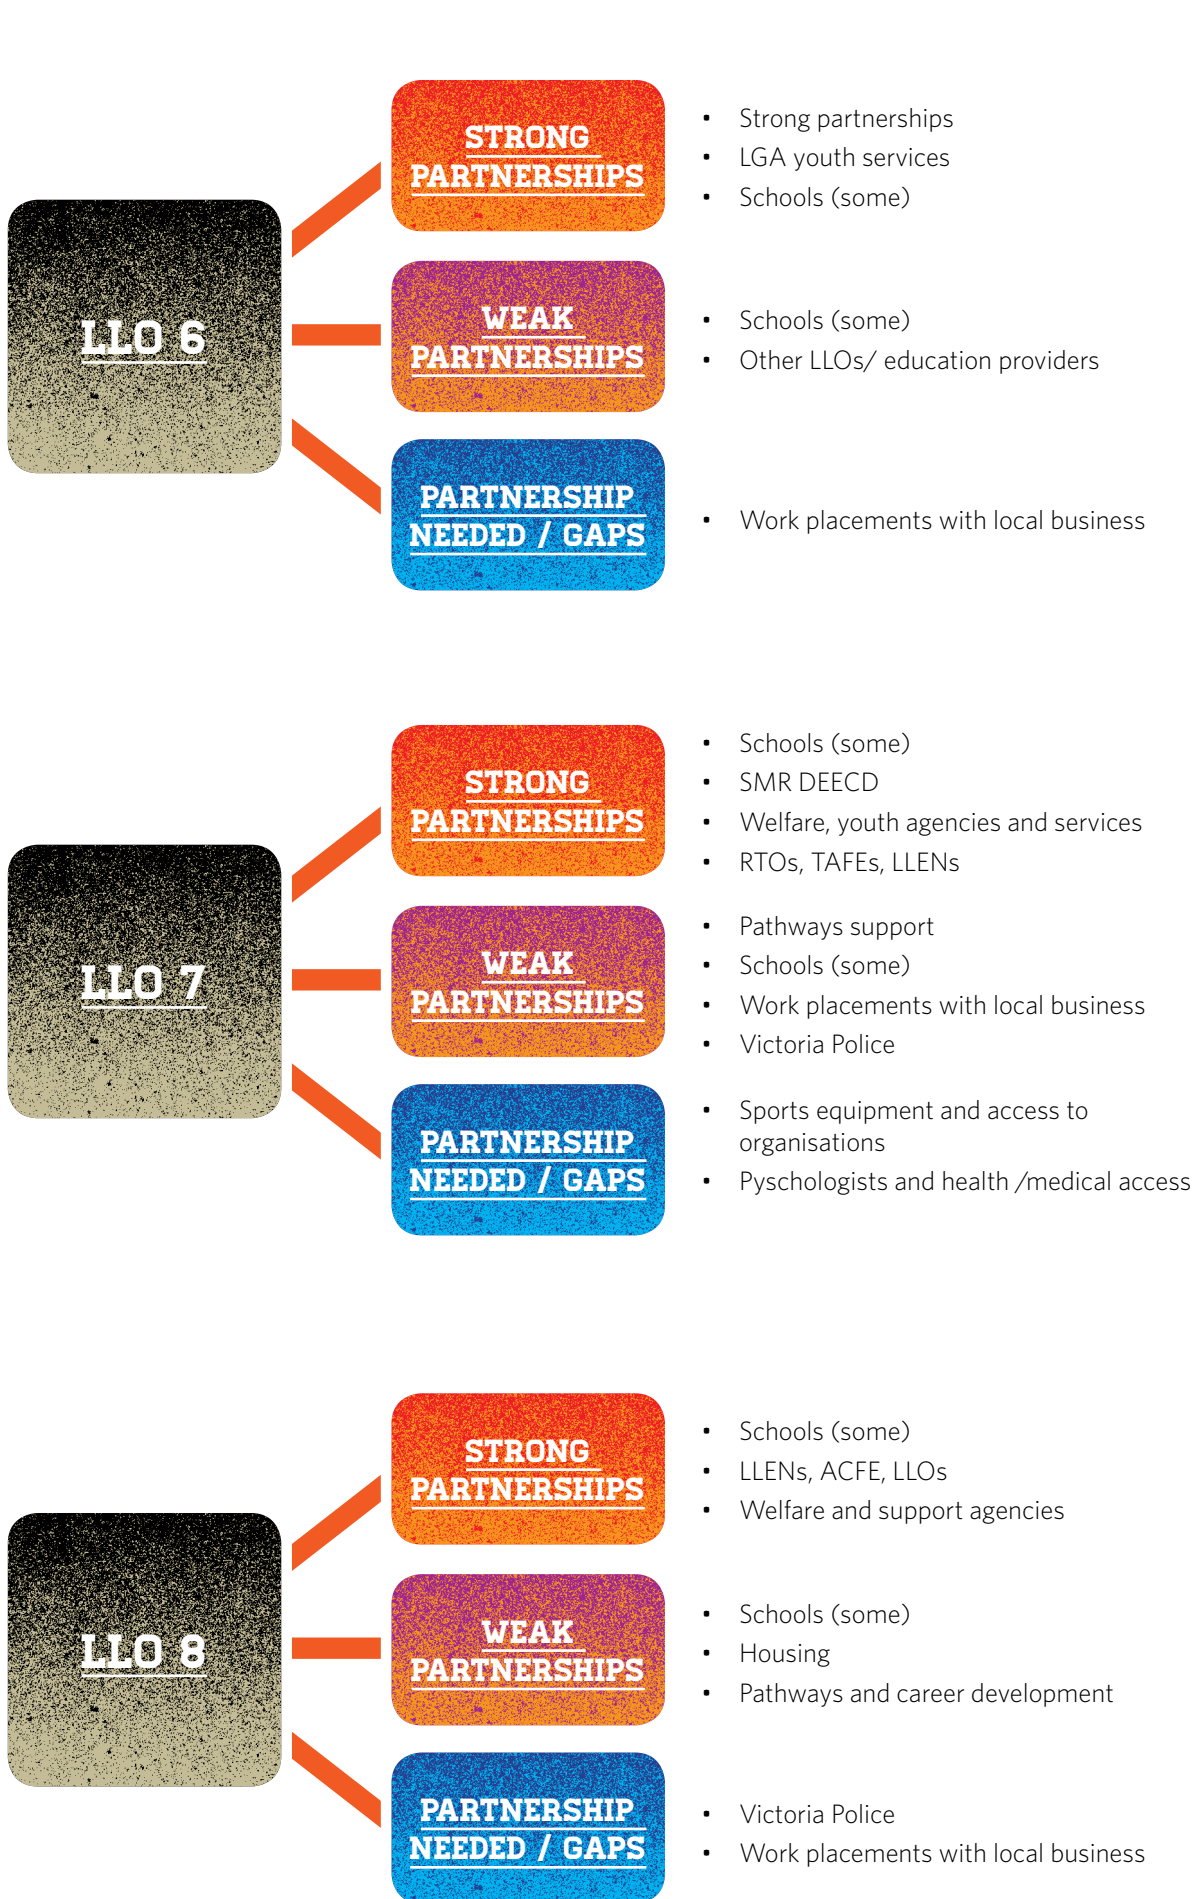 LLO 6
STRONG
PARTNERSHIPS
• Strong partnerships
• LGA youth services
• Schools (some)
WEAK
PARTNERSHIPS
• Schools (some)
• Other LLOs/ education providers
PARTNERSHIP
NEEDED / GAPS
• Work placements with local business
LLO 7
STRONG
PARTNERSHIPS
• Schools (some)
• SMR DEECD
• Welfare, youth agencies and services
• RTOs, TAFEs, LLENs
WEAK
PARTNERSHIPS
• Pathways support
• Schools (some)
• Work placements with local business
• Victoria Police
PARTNERSHIP
NEEDED / GAPS
• Sports equipment and access to
organisations
• Pyschologists and health /medical access
LLO 8
STRONG
PARTNERSHIPS
• Schools (some)
• LLENs, ACFE, LLOs
• Welfare and support agencies
WEAK
PARTNERSHIPS
• Schools (some)
• Housing
• Pathways and career development
PARTNERSHIP
NEEDED / GAPS
• Victoria Police
• Work placements with local business